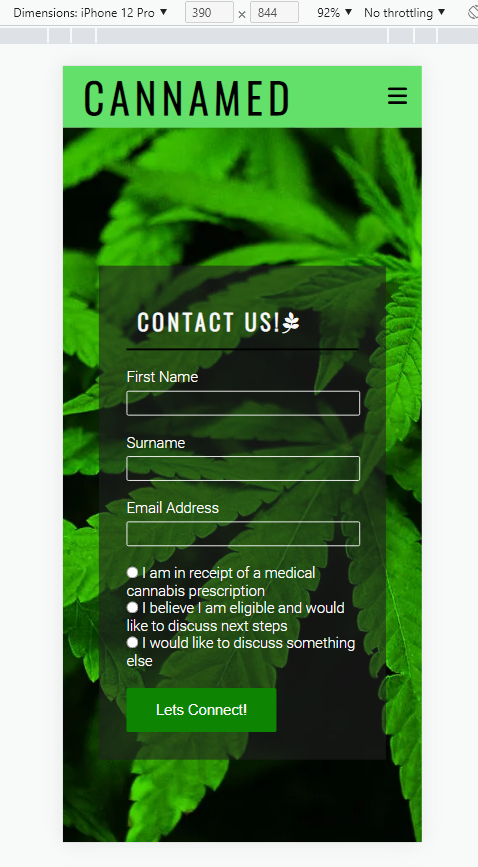 Dimensions: iPhone 12 Pro ▼ 390 × 844 92% ▼ No throttling ▼
CANNAMED
CONTACT US!
First Name
Surname
Email Address
I am in receipt of a medical
cannabis prescription
I believe I am eligible and would
like to discuss next steps
I would like to discuss something
else
Lets Connect!